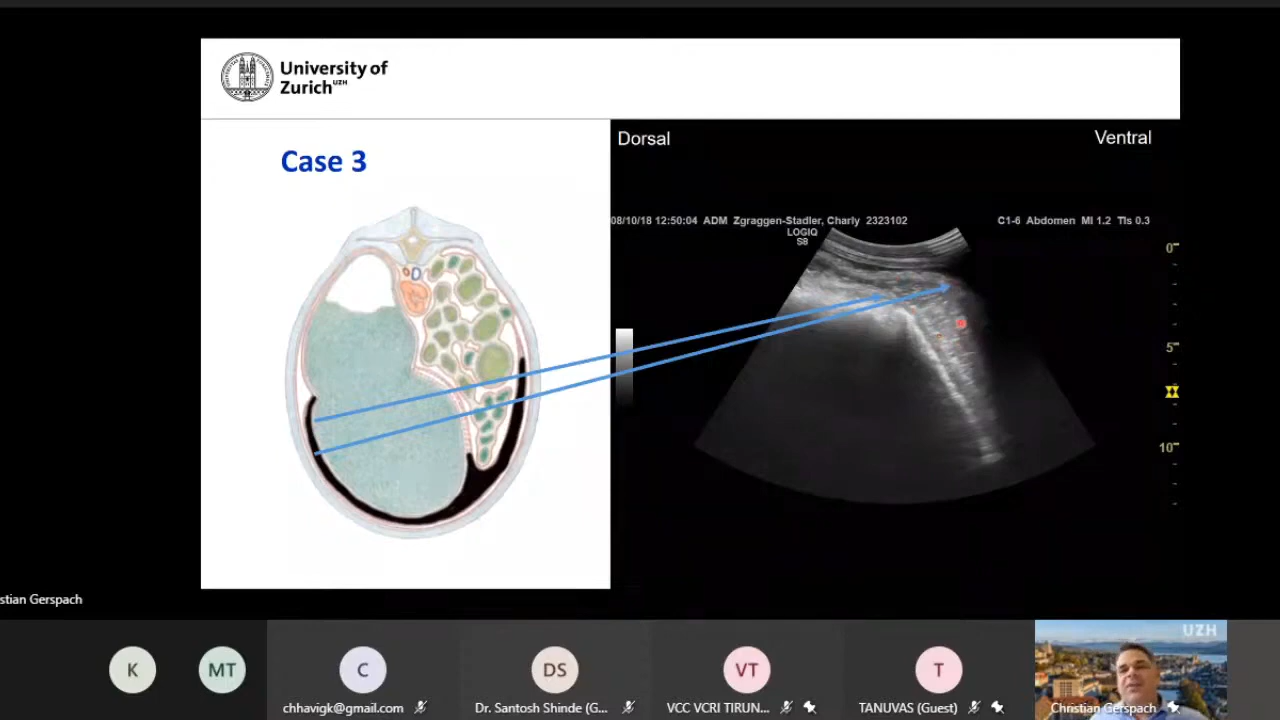 University of
Zurich UZH
Case 3
Dorsal
Ventral
08/10/18 12:50:04 ADM Zgraggen-Stadler, Charly 2323102
C1-6 Abdomen MI 1.2 TIs 0.3
LOGIQ
S8
0
5
10
stian Gerspach
K
MT
C
DS
VT
T
UZH
chhavigk@gmail.com
Dr. Santosh Shinde (G...
VCC VCRI TIRUN...
TANUVAS (Guest)
Christian Gerspach